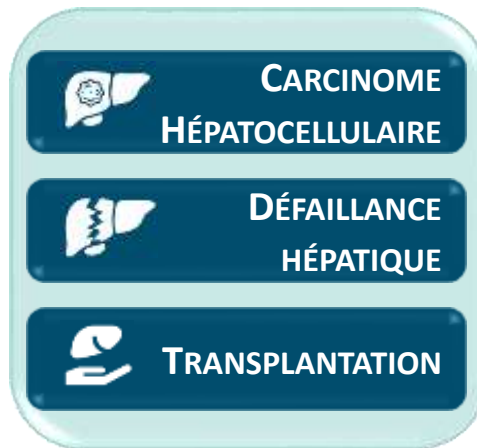 CARCINOME
HÉPATOCELLULAIRE
DÉFAILLANCE
HÉPATIQUE
TRANSPLANTATION